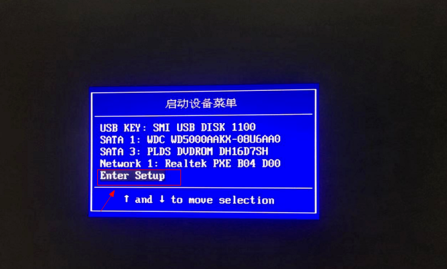 启动设备菜单
USB KEY: SMI USB DISK 1100
SATA 1: WDC WD5000AAKX-08U6AA0
SATA 3: PLDS DVDROM DH16D7SH
Network 1: Realtek PXE B04 D00
Enter Setup
↑ and ↓ to move selection